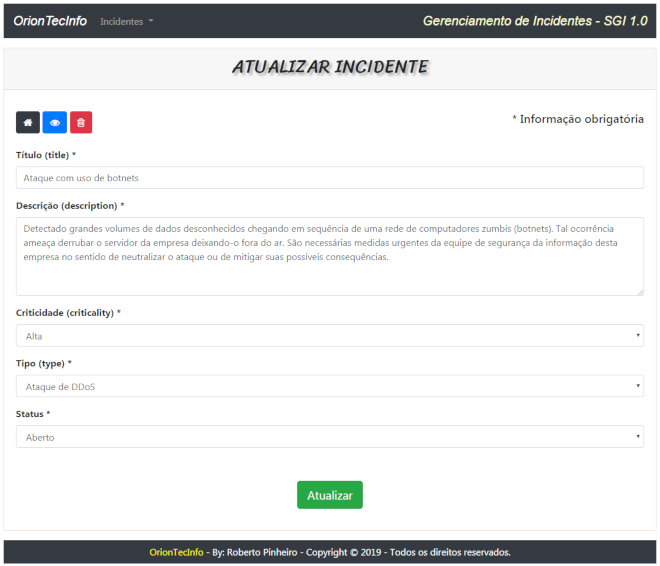 OrionTecInfo Incidentes Gerenciamento de Incidentes - SGI 1.0
ATUALIZAR INCIDENTE
* Informação obrigatória
Título (title) *
Ataque com uso de botnets
Descrição (description) *
Detectado grandes volumes de dados desconhecidos chegando em sequência de uma rede de computadores zumbis (botnets). Tal ocorrência
ameaça derrubar o servidor da empresa deixando-o fora do ar. São necessárias medidas urgentes da equipe de segurança da informação desta
empresa no sentido de neutralizar o ataque ou de mitigar suas possíveis consequências.
Criticidade (criticality) *
Alta
Tipo (type) *
Ataque de DDoS
Status *
Aberto
Atualizar
OrionTecInfo - By: Roberto Pinheiro - Copyright © 2019 - Todos os direitos reservados.